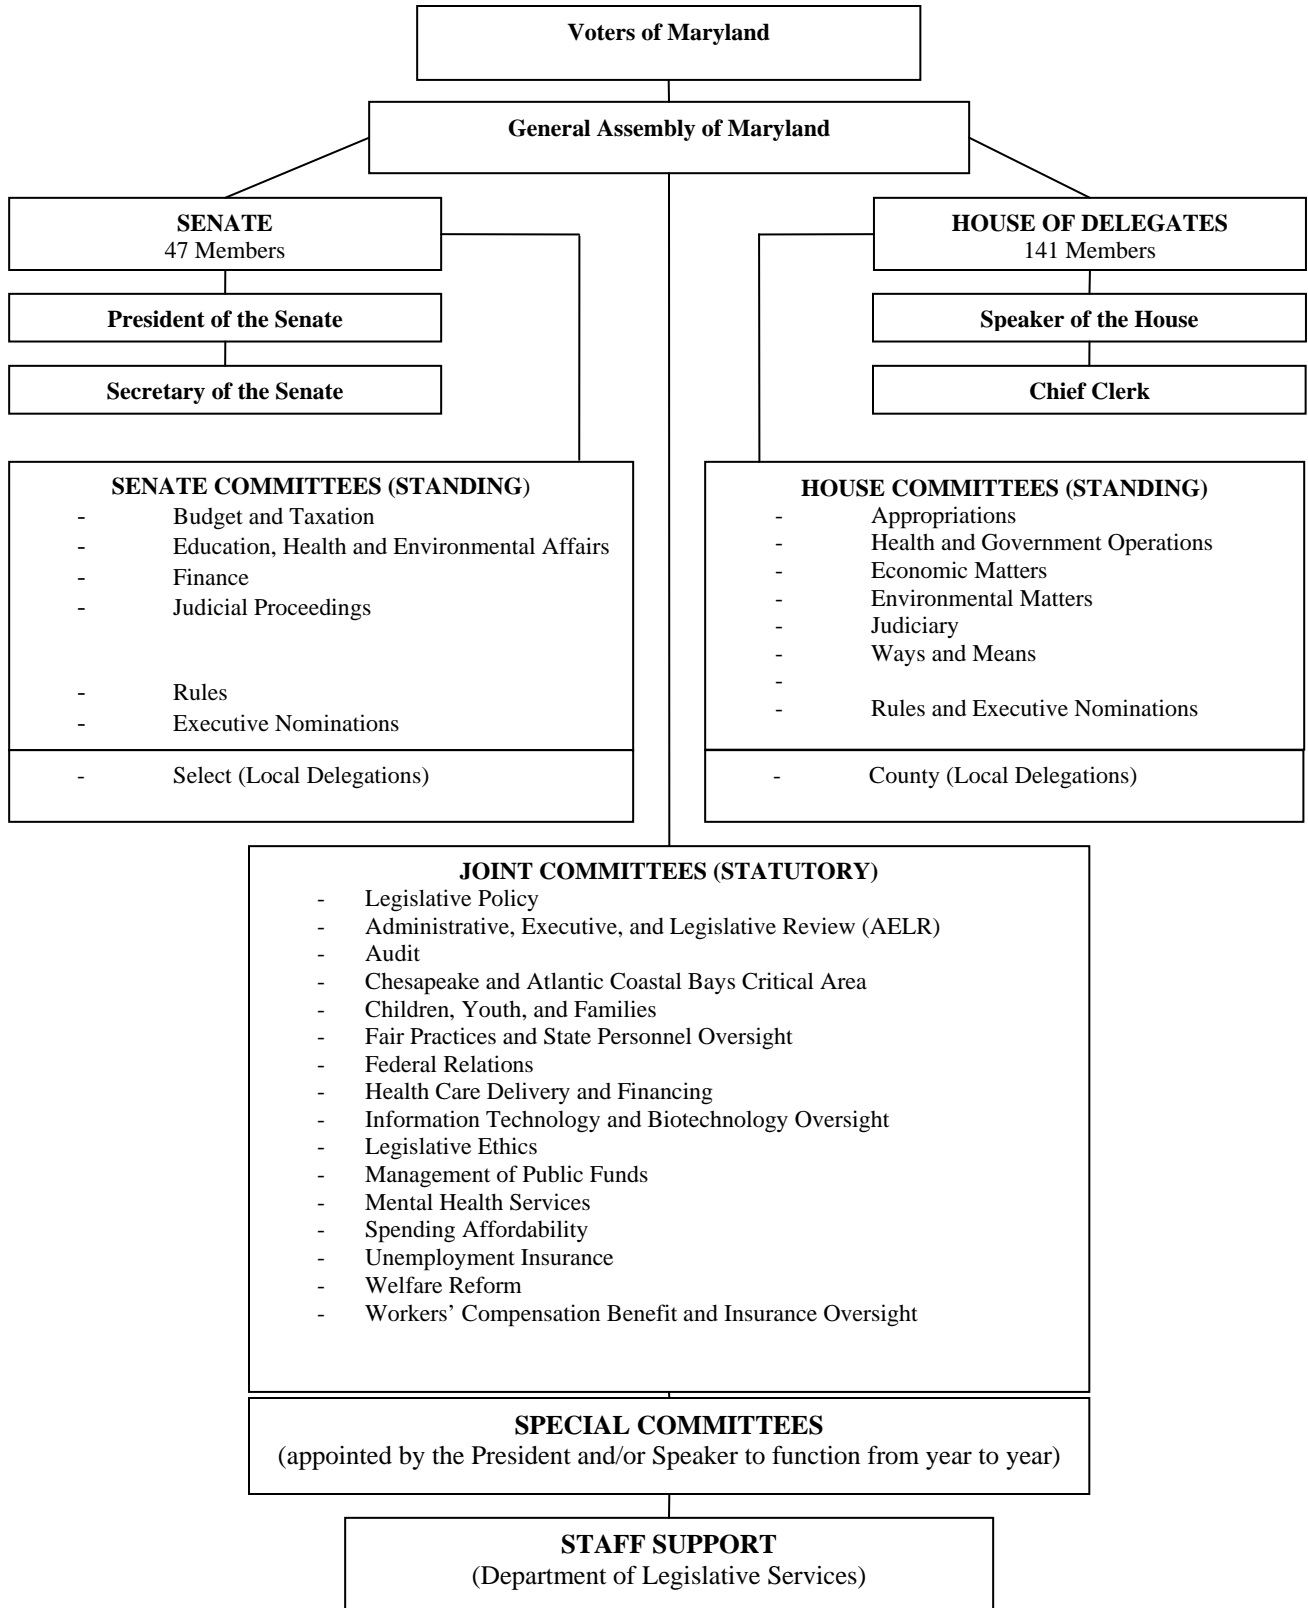 Voters of Maryland
General Assembly of Maryland
SENATE
47 Members
HOUSE OF DELEGATES
141 Members
President of the Senate
Speaker of the House
Secretary of the Senate
Chief Clerk
SENATE COMMITTEES (STANDING)
- Budget and Taxation
- Education, Health and Environmental Affairs
- Finance
- Judicial Proceedings
- Rules
- Executive Nominations
- Select (Local Delegations)
HOUSE COMMITTEES (STANDING)
- Appropriations
- Health and Government Operations
- Economic Matters
- Environmental Matters
- Judiciary
- Ways and Means
-
- Rules and Executive Nominations
- County (Local Delegations)
JOINT COMMITTEES (STATUTORY)
- Legislative Policy
- Administrative, Executive, and Legislative Review (AELR)
- Audit
- Chesapeake and Atlantic Coastal Bays Critical Area
- Children, Youth, and Families
- Fair Practices and State Personnel Oversight
- Federal Relations
- Health Care Delivery and Financing
- Information Technology and Biotechnology Oversight
- Legislative Ethics
- Management of Public Funds
- Mental Health Services
- Spending Affordability
- Unemployment Insurance
- Welfare Reform
- Workers’ Compensation Benefit and Insurance Oversight
SPECIAL COMMITTEES
(appointed by the President and/or Speaker to function from year to year)
STAFF SUPPORT
(Department of Legislative Services)